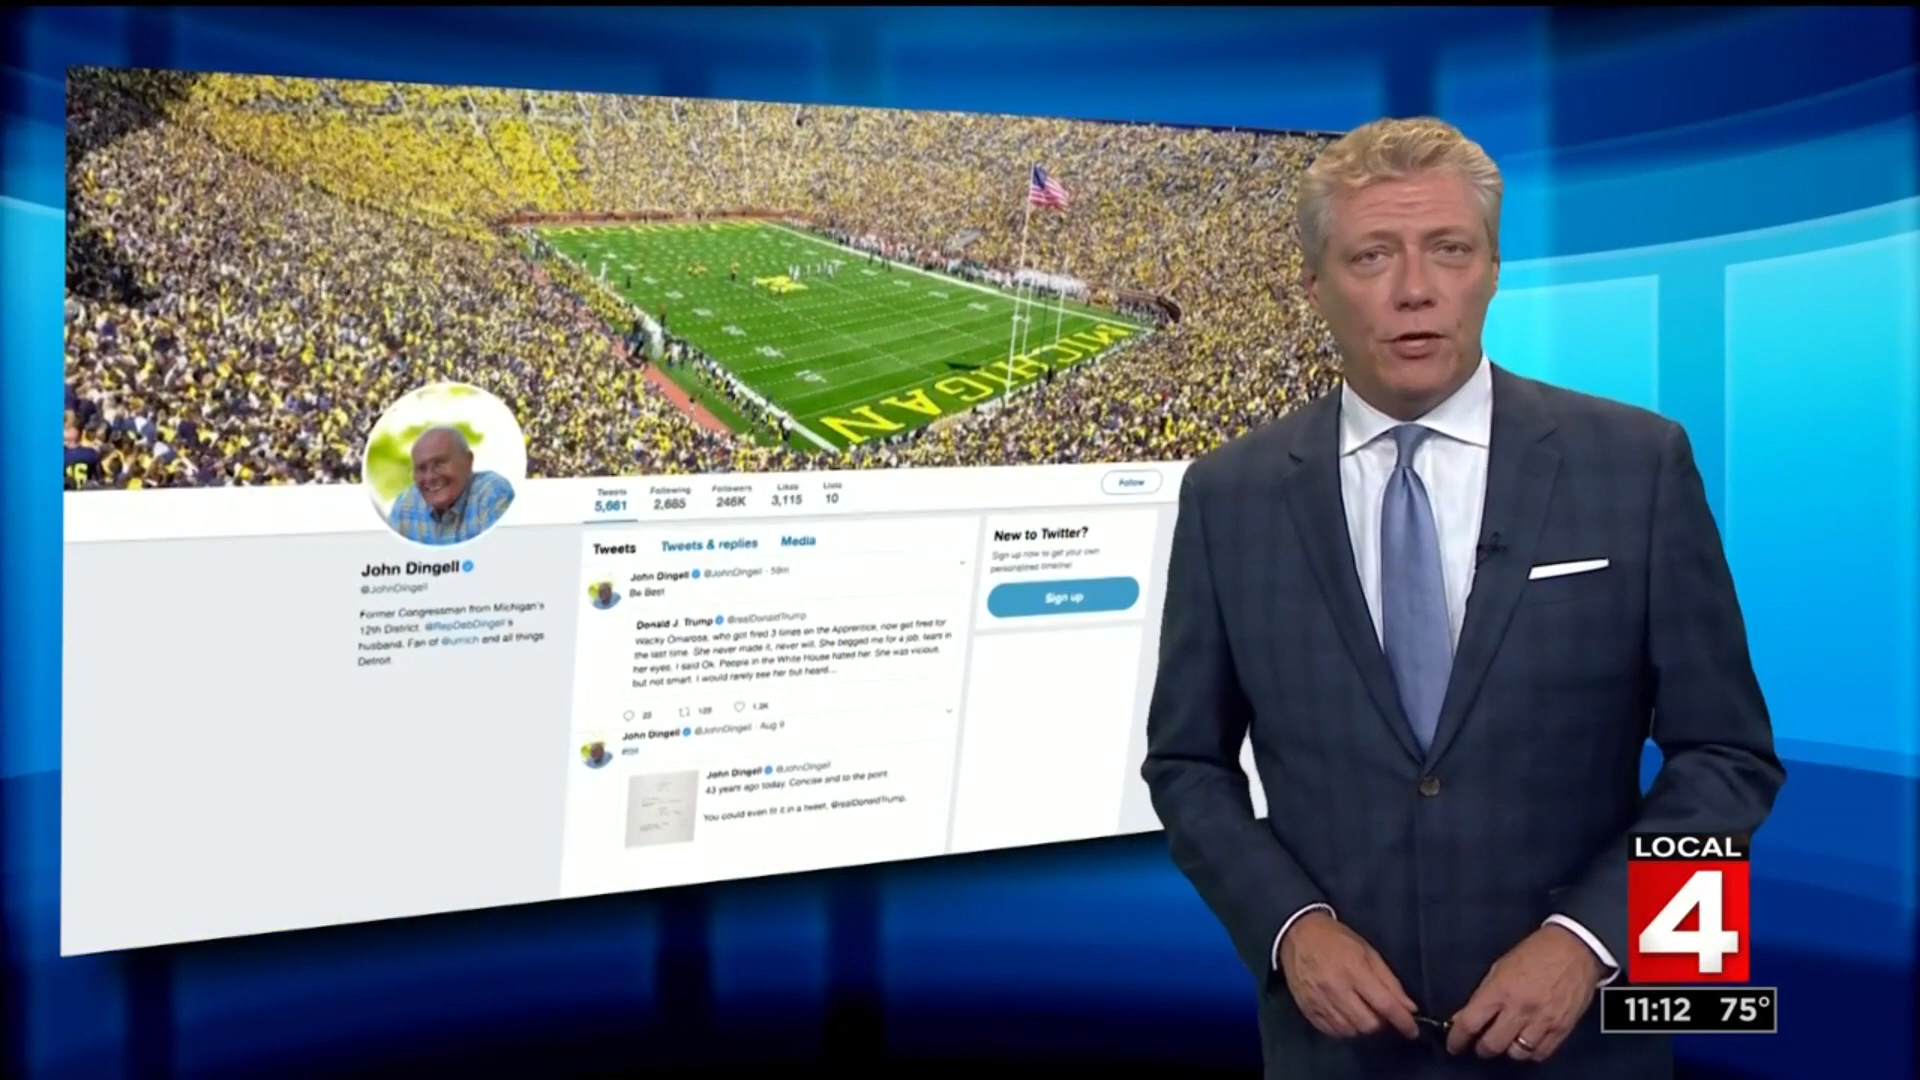 MICHIGAN
Tweets Following Followers Likes Lists
5,661 2,685 246K 3,115 10
Follow
John Dingell
@JohnDingell
Former Congressman from Michigan's
12th District. @RepDebDingell's
husband. Fan of @umich and all things
Detroit.
Tweets Tweets & replies Media
John Dingell @JohnDingell · 59m
Be Best
Donald J. Trump @realDonaldTrump
Wacky Omarosa, who got fired 3 times on the Apprentice, now got fired for
the last time. She never made it, never will. She begged me for a job, tears in
her eyes, I said Ok. People in the White House hated her. She was vicious,
but not smart. I would rarely see her but heard....
25 128 1.2K
John Dingell @JohnDingell · Aug 9
#tbt
John Dingell @JohnDingell
43 years ago today. Concise and to the point.
You could even fit it in a tweet, @realDonaldTrump.
New to Twitter?
Sign up now to get your own
personalized timeline!
Sign up
LOCAL
4
11:12 75°